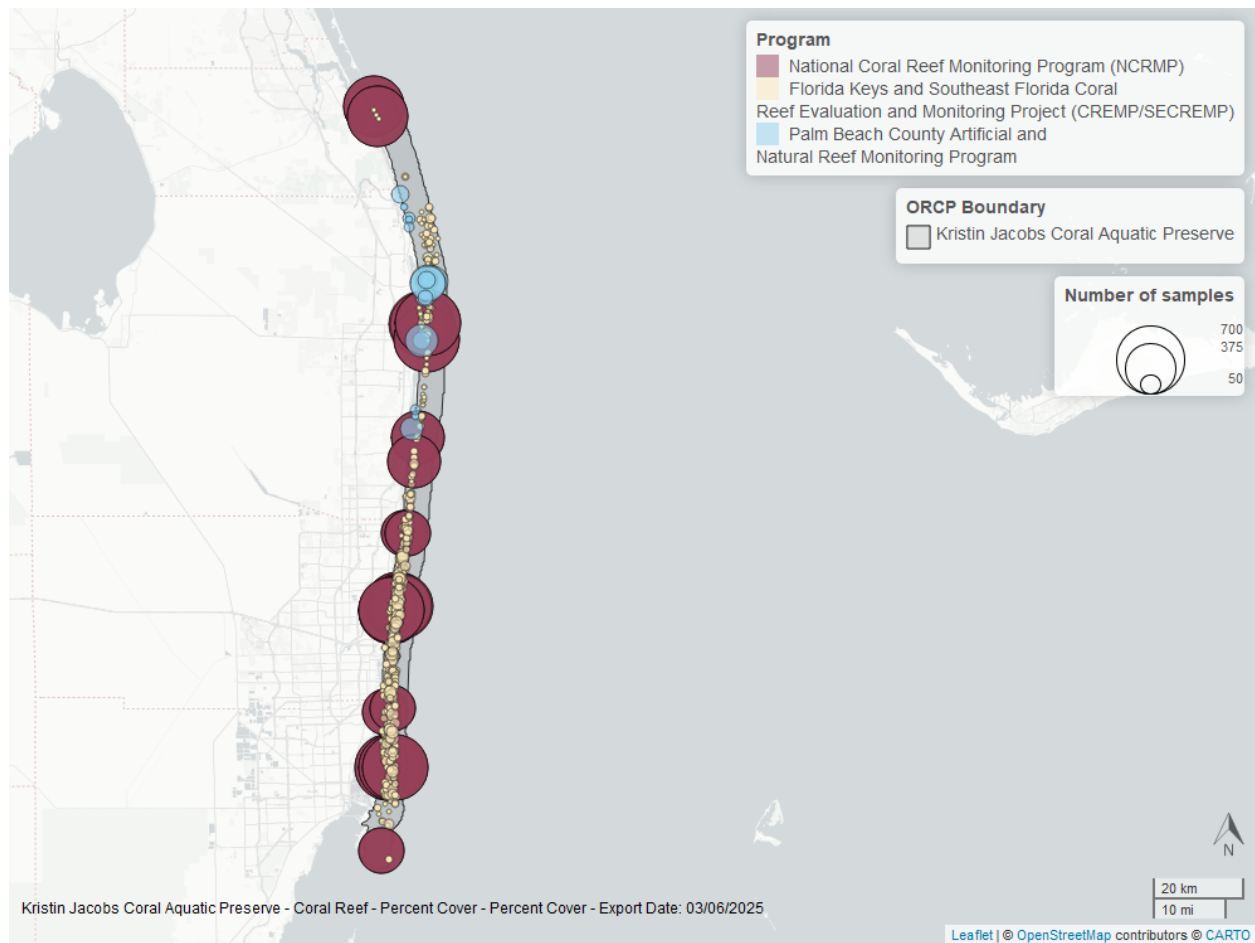 Program
National Coral Reef Monitoring Program (NCRMP)
Florida Keys and Southeast Florida Coral
Reef Evaluation and Monitoring Project (CREMP/SECREMP)
Palm Beach County Artificial and
Natural Reef Monitoring Program
ORCP Boundary
Kristin Jacobs Coral Aquatic Preserve
Number of samples
700
375
50
N
20 km
10 mi
Kristin Jacobs Coral Aquatic Preserve - Coral Reef - Percent Cover - Percent Cover - Export Date: 03/06/2025
Leaflet | © OpenStreetMap contributors © CARTO